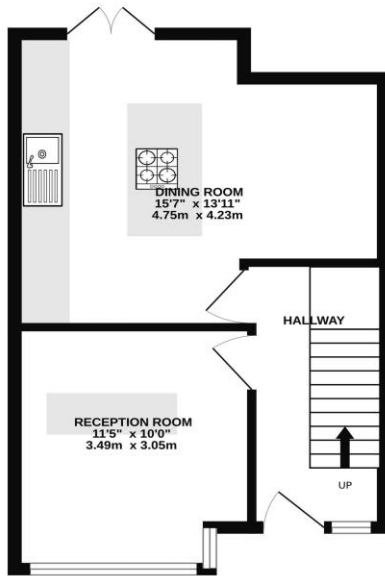 DINING ROOM
15'7" x 13'11"
4.75m x 4.23m
HALLWAY
RECEPTION ROOM
11'5" x 10'0"
3.49m x 3.05m
UP